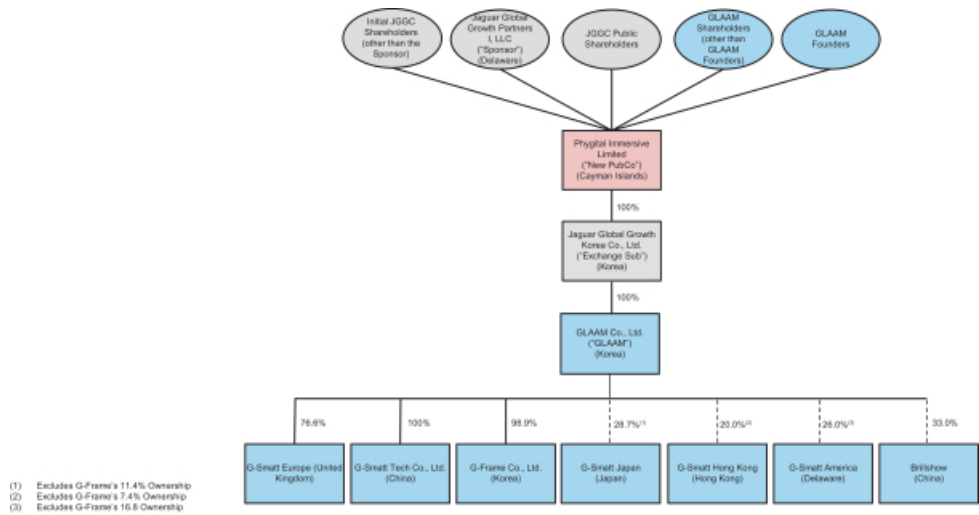 Initial JGGC
Shareholders
(other than the
Sponsor)
Jaguar Global
Growth Partners
I, LLC
("Sponsor")
(Delaware)
JGGC Public
Shareholders
GLAAM
Shareholders
(other than
GLAAM
Founders)
GLAAM
Founders
Phygital Immersive
Limited
("New PubCo")
(Cayman Islands)
100%
Jaguar Global Growth
Korea Co., Ltd.
("Exchange Sub")
(Korea)
100%
GLAAM Co., Ltd.
("GLAAM")
(Korea)
76.6%
100%
98.9%
28.7%(1)
20.0%(2)
26.0%(3)
33.0%
G-Smatt Europe (United
Kingdom)
G-Smatt Tech Co., Ltd.
(China)
G-Frame Co., Ltd.
(Korea)
G-Smatt Japan
(Japan)
G-Smatt Hong Kong
(Hong Kong)
G-Smatt America
(Delaware)
Brillshow
(China)
(1) Excludes G-Frame's 11.4% Ownership
(2) Excludes G-Frame's 7.4% Ownership
(3) Excludes G-Frame's 16.8 Ownership